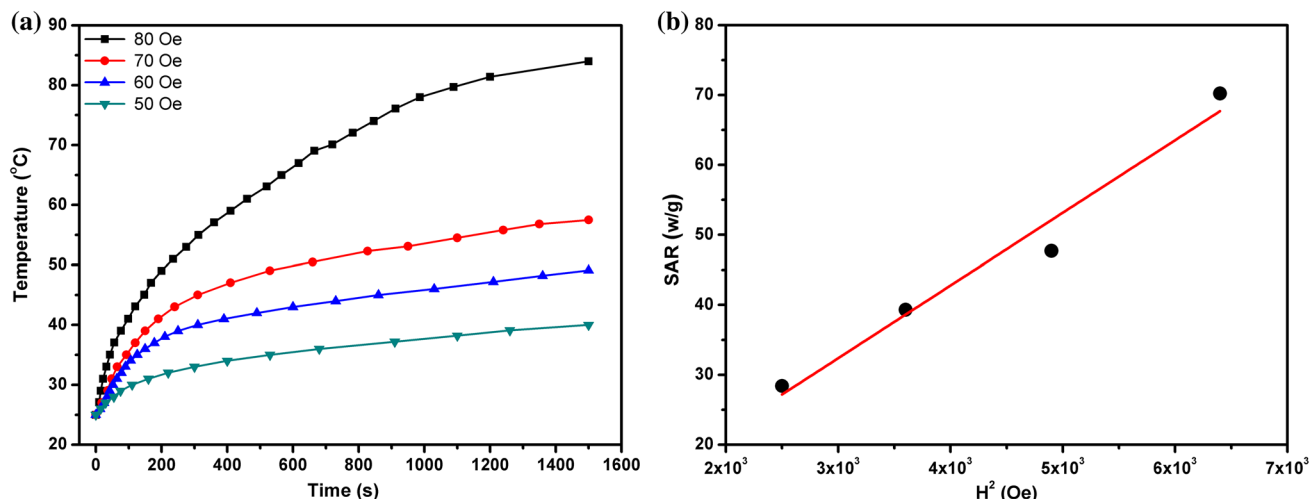 (a)
90
80
70
60
50
40
30
20
80 Oe
70 Oe
60 Oe
50 Oe
Temperature (°C)
0 200 400 600 800 1000 1200 1400 1600
Time (s)
(b)
80
70
60
50
40
30
20
SAR (w/g)
2x10³ 3x10³ 4x10³ 5x10³ 6x10³ 7x10³
H² (Oe)